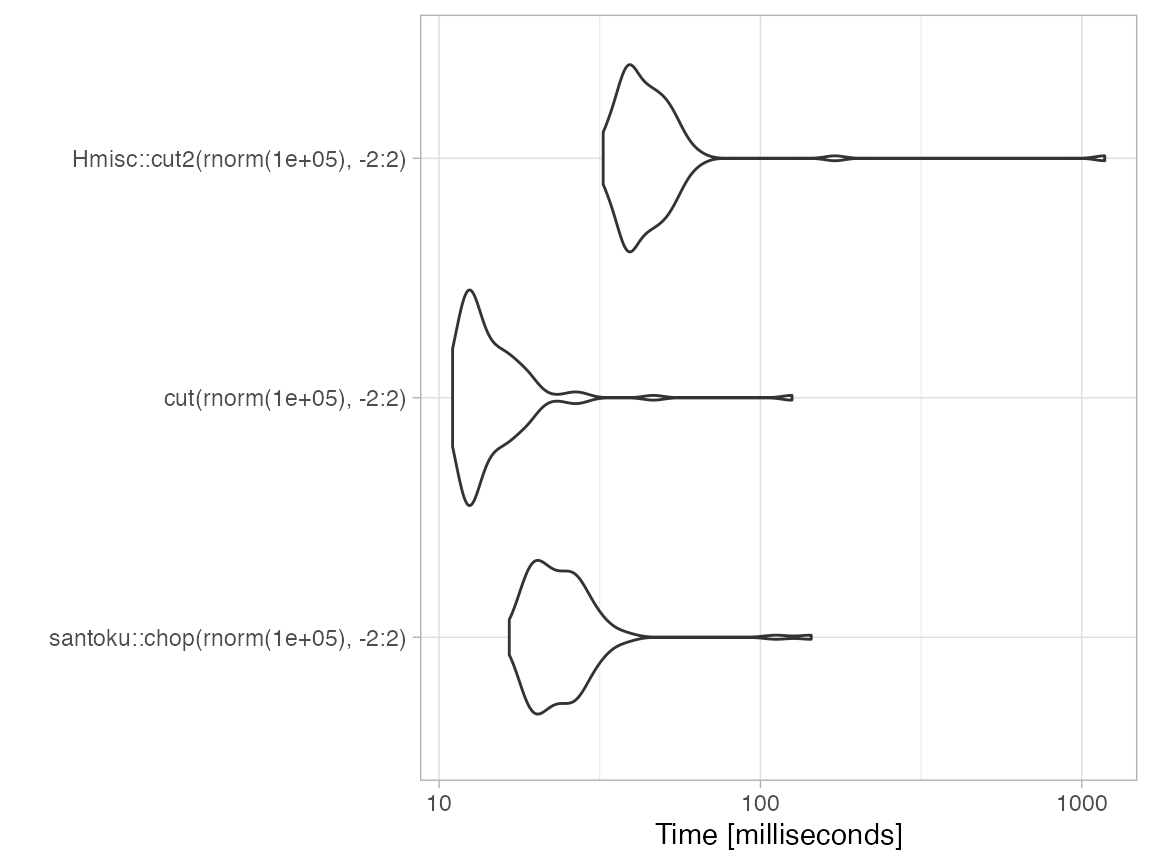 Hmisc::cut2(rnorm(1e+05), -2:2)
cut(rnorm(1e+05), -2:2)
santoku::chop(rnorm(1e+05), -2:2)
10 100 1000
Time [milliseconds]